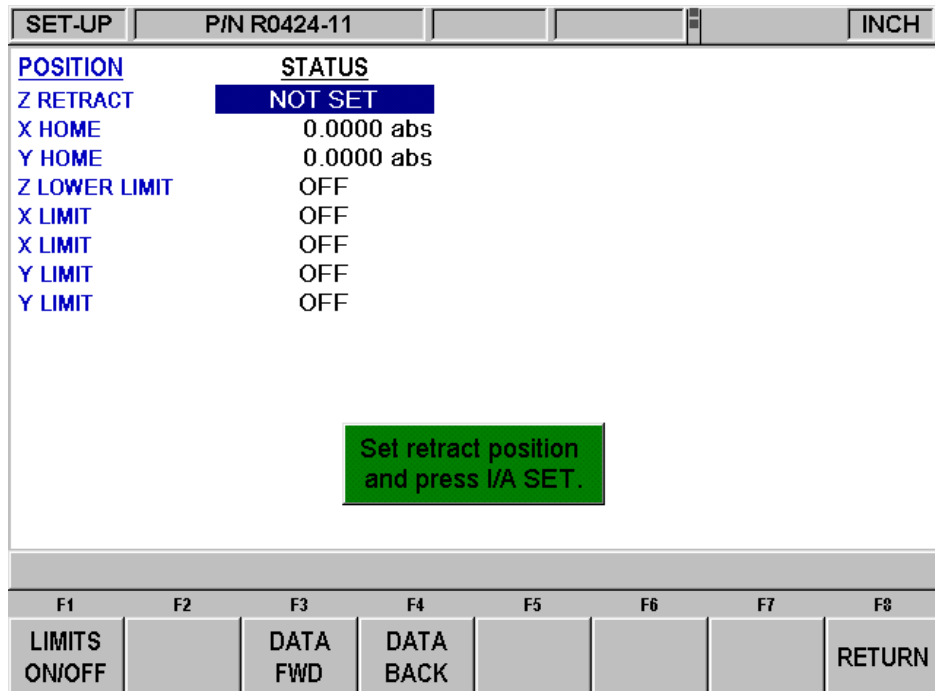 SET-UP P/N R0424-11 INCH
POSITION STATUS
Z RETRACT NOT SET
X HOME 0.0000 abs
Y HOME 0.0000 abs
Z LOWER LIMIT OFF
X LIMIT OFF
X LIMIT OFF
Y LIMIT OFF
Y LIMIT OFF
Set retract position
and press I/A SET.
F1 F2 F3 F4 F5 F6 F7 F8
LIMITS DATA DATA RETURN
ON/OFF FWD BACK